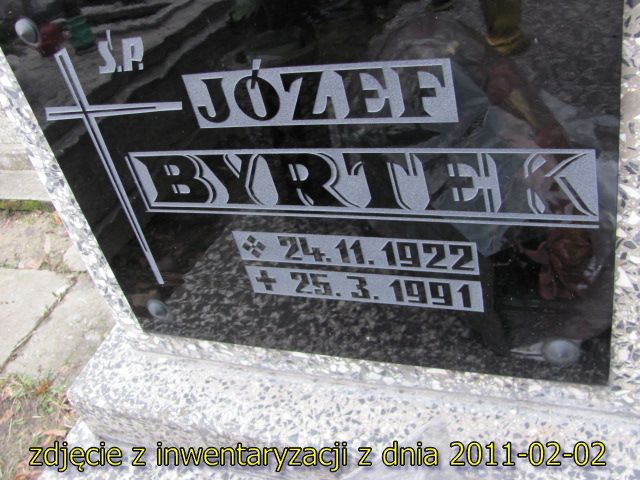 Ś.P.
JÓZEF
BYRTEK
24.11.1922
+ 25.3.1991
zdjęcie z inwentaryzacji z dnia 2011-02-02